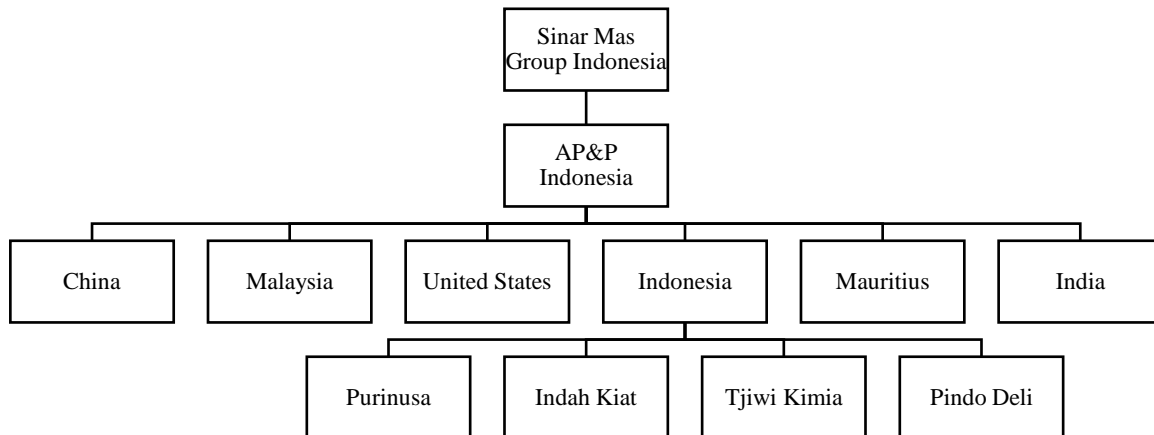 Sinar Mas
Group Indonesia
AP&P
Indonesia
China
Malaysia
United States
Indonesia
Mauritius
India
Purinusa
Indah Kiat
Tjiwi Kimia
Pindo Deli